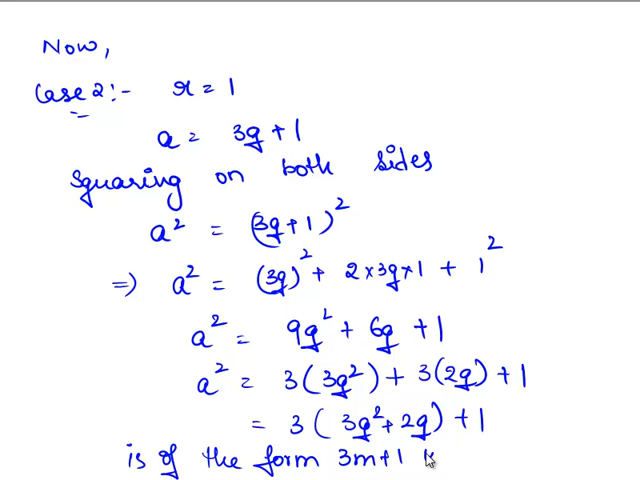 Now,
Case 2:- r = 1
a = 3q + 1
Squaring on both sides
a² = (3q + 1)²
=> a² = (3q)² + 2×3q×1 + 1²
a² = 9q² + 6q + 1
a² = 3(3q²) + 3(2q) + 1
= 3(3q² + 2q) + 1
is of the form 3m+1